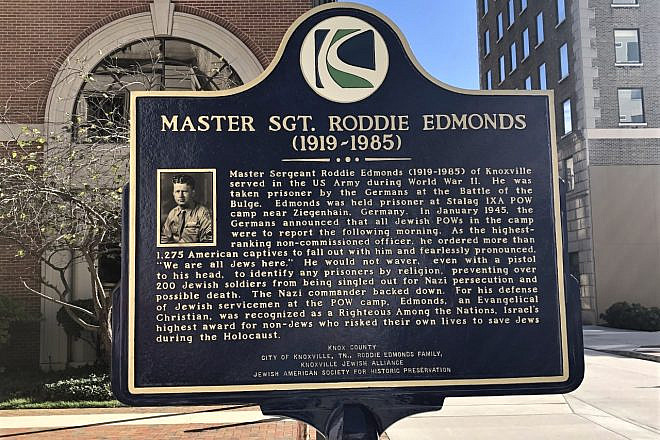 MASTER SGT. RODDIE EDMONDS
(1919-1985)
Master Sergeant Roddie Edmonds (1919-1985) of Knoxville
served in the US Army during World War II. He was
taken prisoner by the Germans at the Battle of the
Bulge. Edmonds was held prisoner at Stalag IXA POW
camp near Ziegenhain, Germany. In January 1945, the
Germans announced that all Jewish POWs in the camp
were to report the following morning. As the highest-
ranking non-commissioned officer, he ordered more than
1,275 American captives to fall out with him and fearlessly pronounced,
"We are all Jews here." He would not waver, even with a pistol
to his head, to identify any prisoners by religion, preventing over
200 Jewish soldiers from being singled out for Nazi persecution and
possible death. The Nazi commander backed down. For his defense
of Jewish servicemen at the POW camp, Edmonds, an Evangelical
Christian, was recognized as a Righteous Among the Nations, Israel's
highest award for non-Jews who risked their own lives to save Jews
during the Holocaust.
KNOX COUNTY
CITY OF KNOXVILLE, TN., RODDIE EDMONDS FAMILY,
KNOXVILLE JEWISH ALLIANCE
JEWISH AMERICAN SOCIETY FOR HISTORIC PRESERVATION